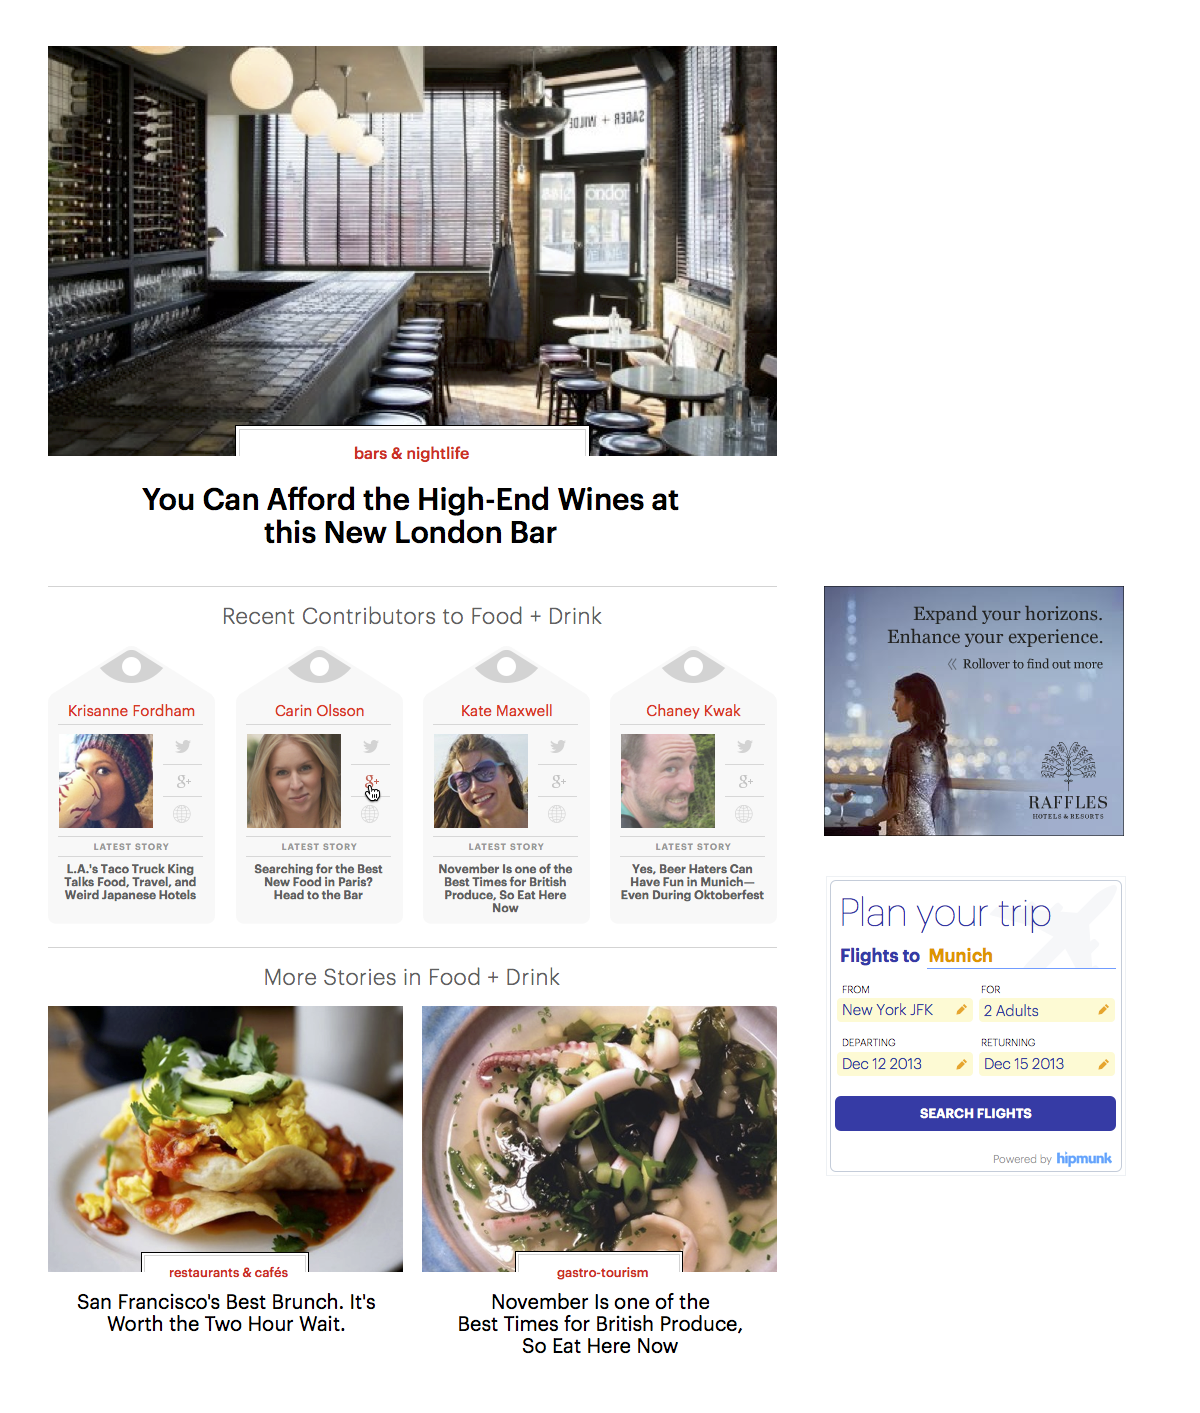 SAGER + WILDE
bars & nightlife
You Can Afford the High-End Wines at
this New London Bar
Recent Contributors to Food + Drink
Krisanne Fordham
g+
LATEST STORY
L.A.'s Taco Truck King
Talks Food, Travel, and
Weird Japanese Hotels
Carin Olsson
g+
LATEST STORY
Searching for the Best
New Food in Paris?
Head to the Bar
Kate Maxwell
g+
LATEST STORY
November Is one of the
Best Times for British
Produce, So Eat Here
Now
Chaney Kwak
g+
LATEST STORY
Yes, Beer Haters Can
Have Fun in Munich—
Even During Oktoberfest
More Stories in Food + Drink
restaurants & cafés
San Francisco's Best Brunch. It's
Worth the Two Hour Wait.
gastro-tourism
November Is one of the
Best Times for British Produce,
So Eat Here Now
Expand your horizons.
Enhance your experience.
« Rollover to find out more
RAFFLES
HOTELS & RESORTS
Plan your trip
Flights to Munich
FROM FOR
New York JFK 2 Adults
DEPARTING RETURNING
Dec 12 2013 Dec 15 2013
SEARCH FLIGHTS
Powered by hipmunk